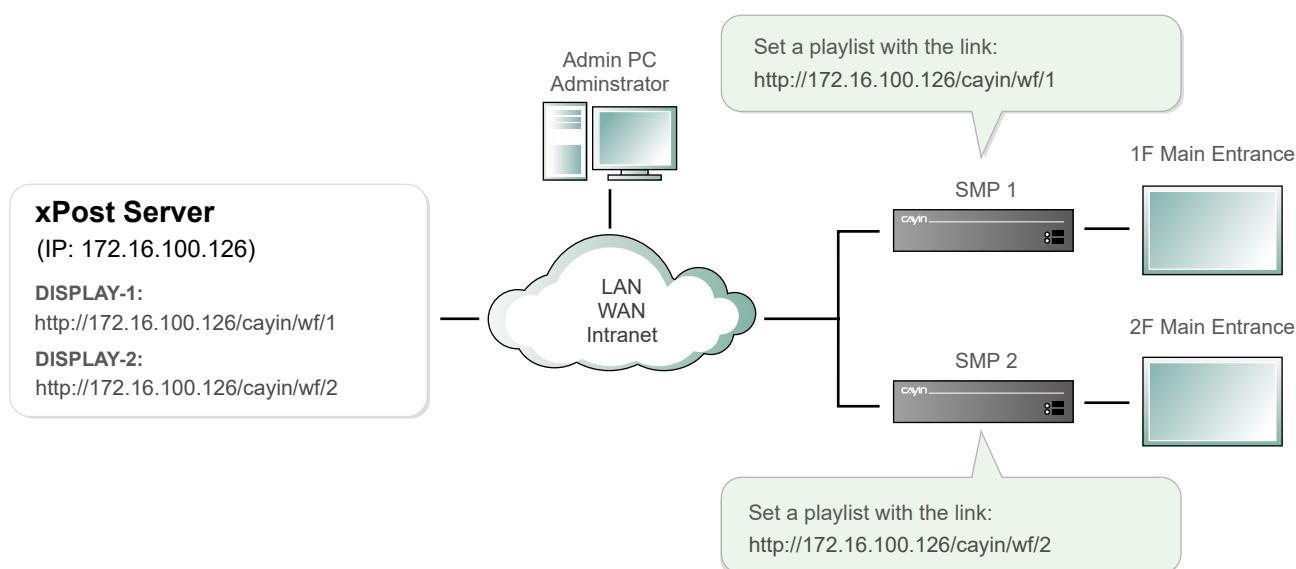 xPost Server
(IP: 172.16.100.126)
DISPLAY-1:
http://172.16.100.126/cayin/wf/1
DISPLAY-2:
http://172.16.100.126/cayin/wf/2
Admin PC
Adminstrator
LAN
WAN
Intranet
Set a playlist with the link:
http://172.16.100.126/cayin/wf/1
SMP 1
CAYIN
1F Main Entrance
SMP 2
CAYIN
2F Main Entrance
Set a playlist with the link:
http://172.16.100.126/cayin/wf/2